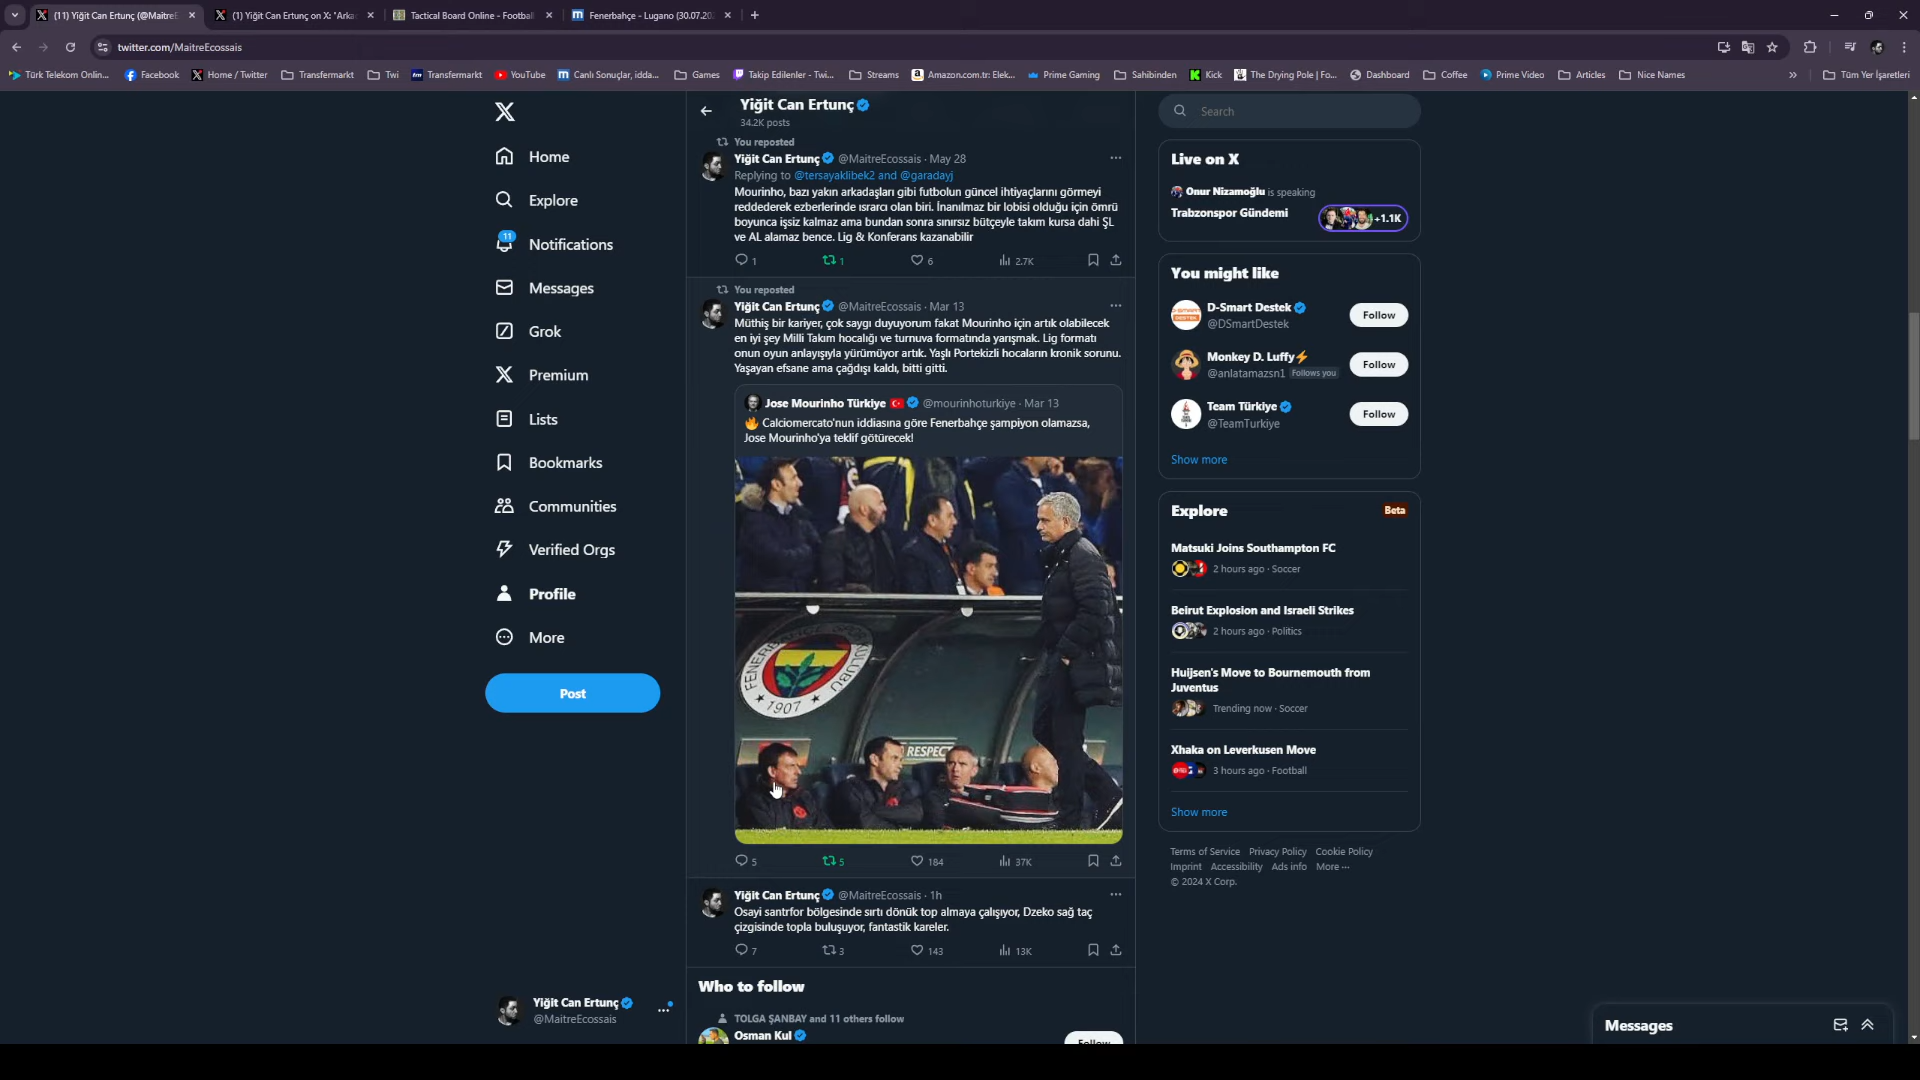 (11) Yiğit Can Ertunç (@MaitreE
(1) Yiğit Can Ertunç on X: "Arka
Tactical Board Online - Footbal
Fenerbahçe - Lugano (30.07.20
twitter.com/MaitreEcossais
Türk Telekom Onlin...
Facebook
Home / Twitter
Transfermarkt
Twi
Transfermarkt
YouTube
Canlı Sonuçlar, idda...
Games
Takip Edilenler - Twi...
Streams
Amazon.com.tr: Elek...
Prime Gaming
Sahibinden
Kick
The Drying Pole | Fo...
Dashboard
Coffee
Prime Video
Articles
Nice Names
Tüm Yer İşaretleri
Home
Explore
11
Notifications
Messages
Grok
Premium
Lists
Bookmarks
Communities
Verified Orgs
Profile
More
Post
Yiğit Can Ertunç
@MaitreEcossais
Yiğit Can Ertunç
34.2K posts
You reposted
Yiğit Can Ertunç @MaitreEcossais · May 28
Replying to @tersayaklibek2 and @garadayj
Mourinho, bazı yakın arkadaşları gibi futbolun güncel ihtiyaçlarını görmeyi
reddederek ezberlerinde ısrarcı olan biri. İnanılmaz bir lobisi olduğu için ömrü
boyunca işsiz kalmaz ama bundan sonra sınırsız bütçeyle takım kursa dahi ŞL
ve AL alamaz bence. Lig & Konferans kazanabilir
1 1 6 2.7K
You reposted
Yiğit Can Ertunç @MaitreEcossais · Mar 13
Müthiş bir kariyer, çok saygı duyuyorum fakat Mourinho için artık olabilecek
en iyi şey Milli Takım hocalığı ve turnuva formatında yarışmak. Lig formatı
onun oyun anlayışıyla yürümüyor artık. Yaşlı Portekizli hocaların kronik sorunu.
Yaşayan efsane ama çağdışı kaldı, bitti gitti.
Jose Mourinho Türkiye @mourinhoturkiye · Mar 13
Calciomercato'nun iddiasına göre Fenerbahçe şampiyon olamazsa,
Jose Mourinho'ya teklif götürecek!
FENERBAHÇE SPOR KULÜBÜ
1907
RESPECT
5 5 184 37K
Yiğit Can Ertunç @MaitreEcossais · 1h
Osayi santrfor bölgesinde sırtı dönük top almaya çalışıyor, Dzeko sağ taç
çizgisinde topla buluşuyor, fantastik kareler.
7 3 143 13K
Who to follow
TOLGA ŞANBAY and 11 others follow
Osman Kul
Follow
Search
Live on X
Onur Nizamoğlu is speaking
Trabzonspor Gündemi
+1.1K
You might like
D-Smart Destek
@DSmartDestek
Follow
Monkey D. Luffy
@anlatamazsn1 Follows you
Follow
Team Türkiye
@TeamTurkiye
Follow
Show more
Explore
Beta
Matsuki Joins Southampton FC
2 hours ago · Soccer
Beirut Explosion and Israeli Strikes
2 hours ago · Politics
Huijsen's Move to Bournemouth from
Juventus
Trending now · Soccer
Xhaka on Leverkusen Move
3 hours ago · Football
Show more
Terms of Service Privacy Policy Cookie Policy
Imprint Accessibility Ads info More ···
© 2024 X Corp.
Messages